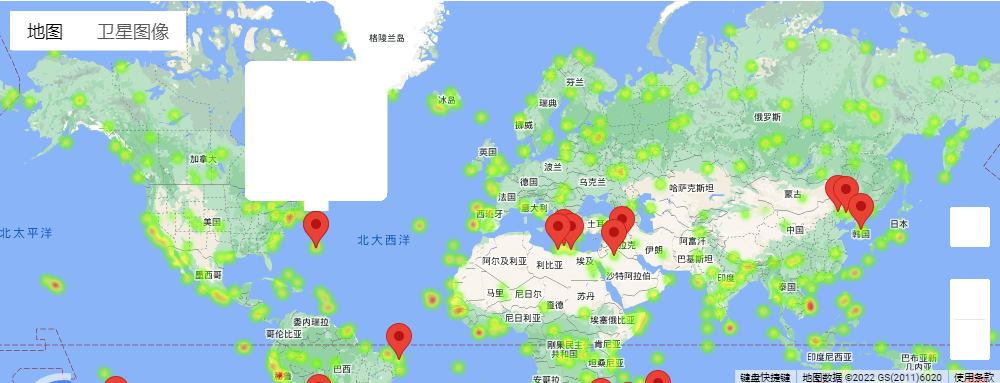 地图 卫星图像
格陵兰岛
芬兰
冰岛
瑞典
挪威
俄罗斯
英国
加拿大
波兰
德国
乌克兰
哈萨克斯坦
蒙古
法国
意大利
西班牙
美国
北太平洋
北大西洋
土耳
拉克
伊朗
阿富汗
中国
韩国
日本
阿尔及利亚
利比亚
埃及
巴基斯坦
沙特阿拉伯
印度
墨西哥
泰国
马里
尼日尔
乍得
苏丹
尼日利亚
埃塞俄比亚
委内瑞拉
哥伦比亚
刚果民主
共和国
肯尼亚
印度尼西亚
巴布亚新
几内亚
巴西
坦桑尼亚
秘鲁
安哥拉
键盘快捷键 地图数据 ©2022 GS(2011)6020 使用条款